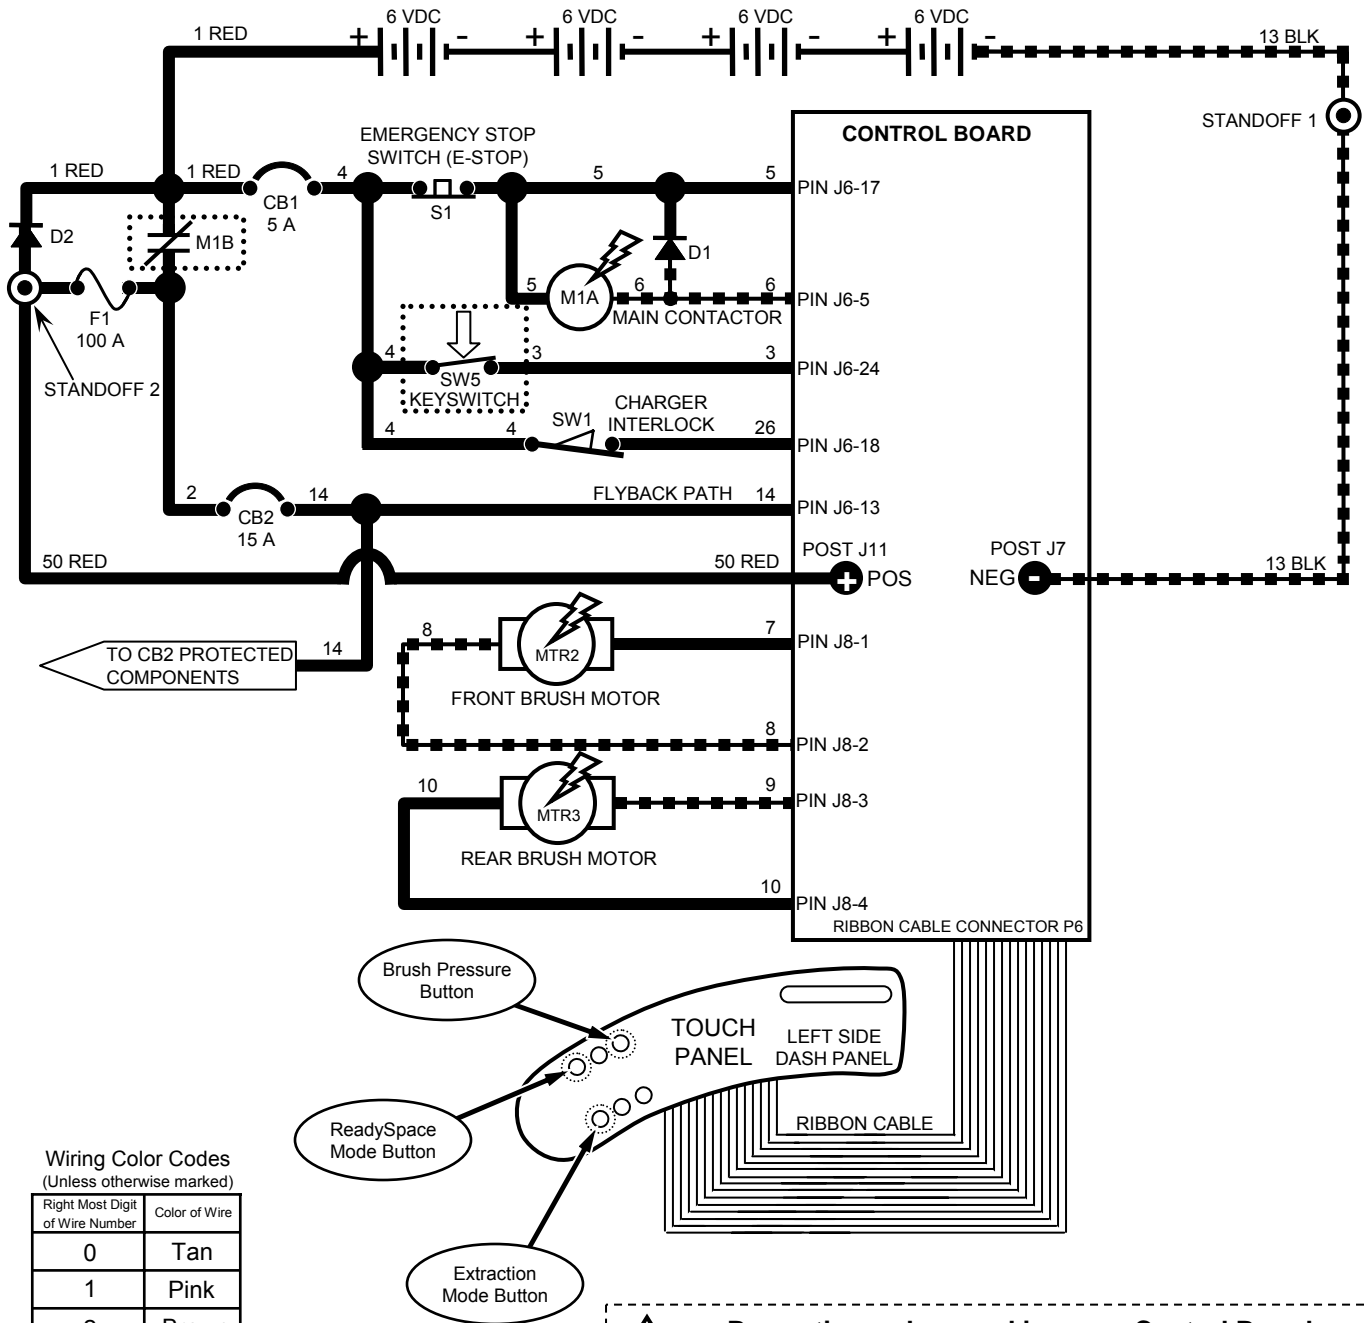 6 VDC 6 VDC 6 VDC 6 VDC
+ - + - + - + -
1 RED
13 BLK
STANDOFF 1
EMERGENCY STOP
SWITCH (E-STOP)
CONTROL BOARD
1 RED
1 RED
4
5
5
PIN J6-17
CB1
5 A
S1
D2
M1B
D1
5
M1A
6
6
PIN J6-5
MAIN CONTACTOR
F1
100 A
STANDOFF 2
4
3
3
PIN J6-24
SW5
KEYSWITCH
CHARGER
INTERLOCK
SW1
4
4
26
PIN J6-18
2
14
FLYBACK PATH
14
PIN J6-13
CB2
15 A
50 RED
50 RED
POST J11
+ POS
POST J7
NEG -
13 BLK
TO CB2 PROTECTED
COMPONENTS
14
8
MTR2
7
PIN J8-1
FRONT BRUSH MOTOR
8
PIN J8-2
10
MTR3
9
PIN J8-3
REAR BRUSH MOTOR
10
PIN J8-4
RIBBON CABLE CONNECTOR P6
Brush Pressure
Button
TOUCH
PANEL
LEFT SIDE
DASH PANEL
ReadySpace
Mode Button
RIBBON CABLE
Extraction
Mode Button
Wiring Color Codes
(Unless otherwise marked)
Right Most Digit
of Wire Number
Color of Wire
0 Tan
1 Pink